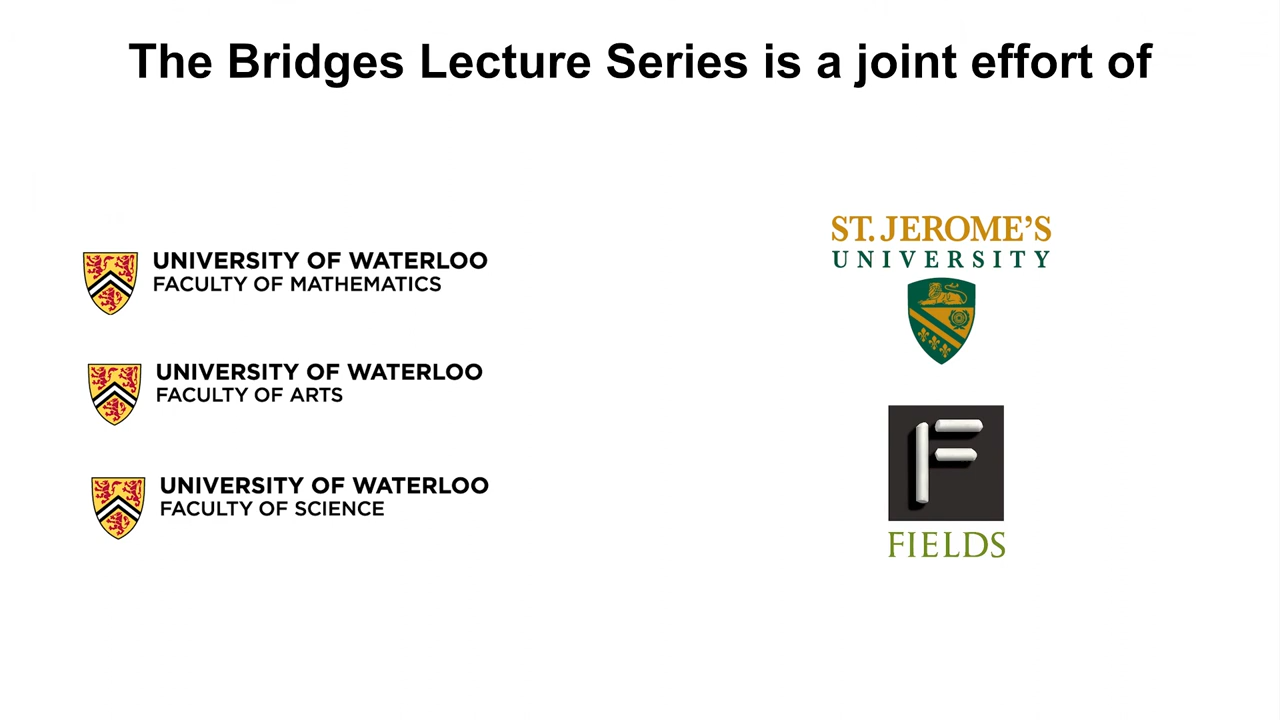 The Bridges Lecture Series is a joint effort of
UNIVERSITY OF WATERLOO
FACULTY OF MATHEMATICS
UNIVERSITY OF WATERLOO
FACULTY OF ARTS
UNIVERSITY OF WATERLOO
FACULTY OF SCIENCE
ST. JEROME'S
UNIVERSITY
F
FIELDS